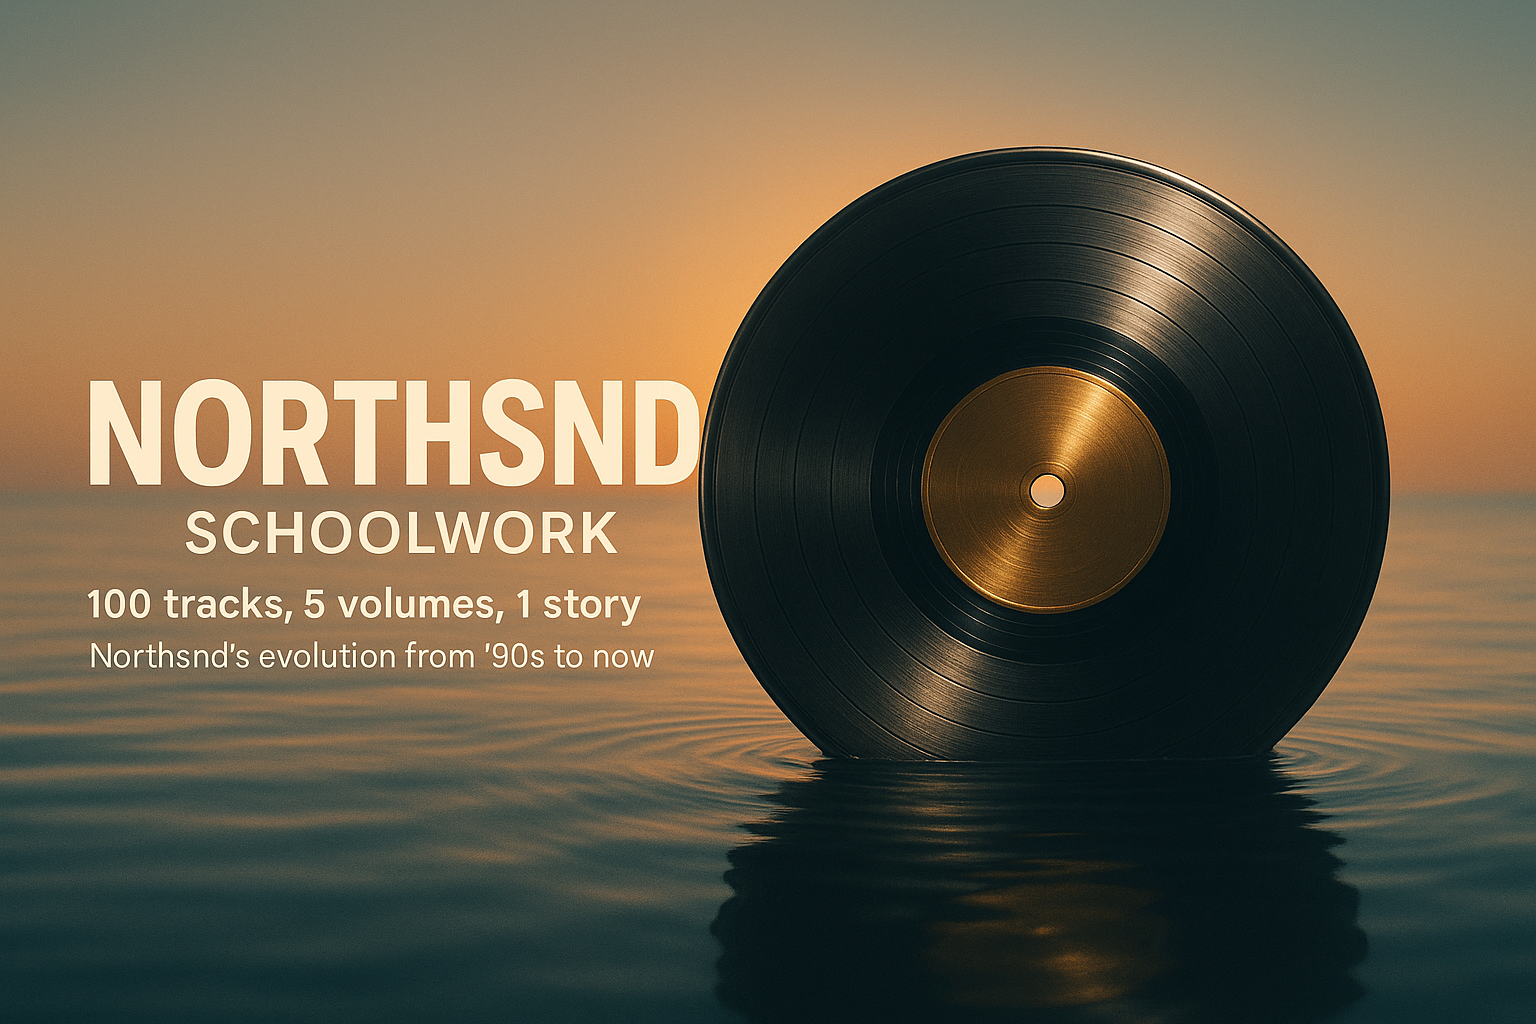 NORTHSND
SCHOOLWORK
100 tracks, 5 volumes, 1 story
Northsnd’s evolution from ’90s to now